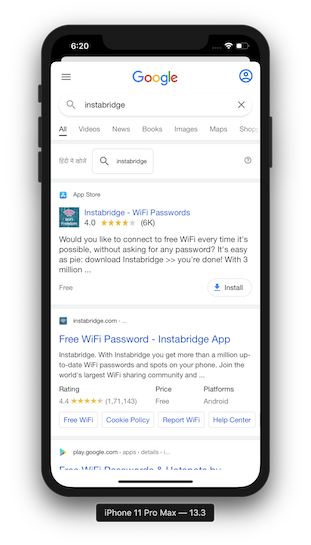 6:20
Google
instabridge
All Videos News Books Images Maps Shop
हिंदी में खोजें instabridge
App Store
Instabridge - WiFi Passwords
4.0 ★★★★★ (6K)
Would you like to connect to free WiFi every time it's
possible, without asking for any password? It's easy
as pie: download Instabridge >> you're done! With 3
million ...
Free Install
instabridge.com › ...
Free WiFi Password - Instabridge App
Instabridge. With Instabridge you get more than a million up-
to-date WiFi passwords and spots on your phone. Join the
world's largest WiFi sharing community and ...
Rating Price Platforms
4.4 ★★★★★ (1,71,143) Free Android
Free WiFi Cookie Policy Report WiFi Help Center
play.google.com › apps › details › i...
Free WiFi Passwords & Hotspots by
iPhone 11 Pro Max — 13.3